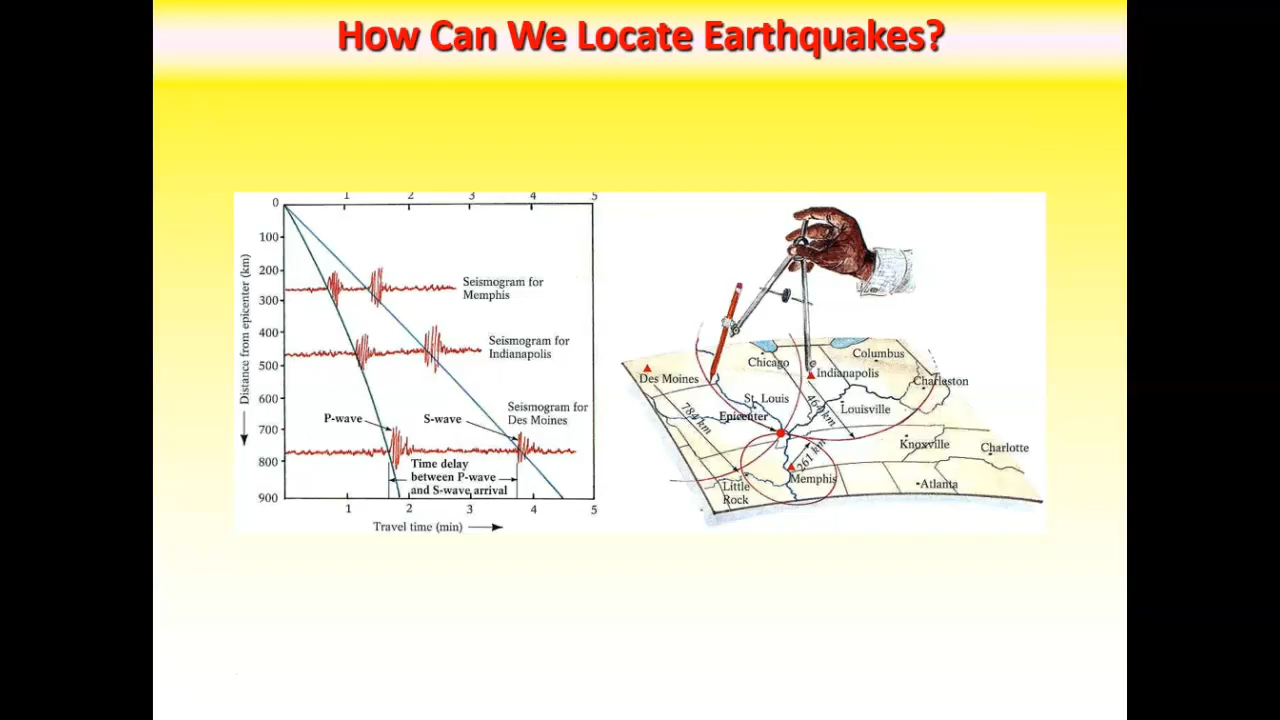 How Can We Locate Earthquakes?
1 2 3 4 5
0
100
200
300
400
500
600
700
800
900
Distance from epicenter (km)
Seismogram for
Memphis
Seismogram for
Indianapolis
Seismogram for
Des Moines
P-wave
S-wave
Time delay
between P-wave
and S-wave arrival
1 2 3 4 5
Travel time (min)
Chicago
Columbus
Indianapolis
Des Moines
Charleston
St. Louis
Louisville
Epicenter
784 km
261 km
Knoxville
Charlotte
Memphis
Little
Rock
Atlanta